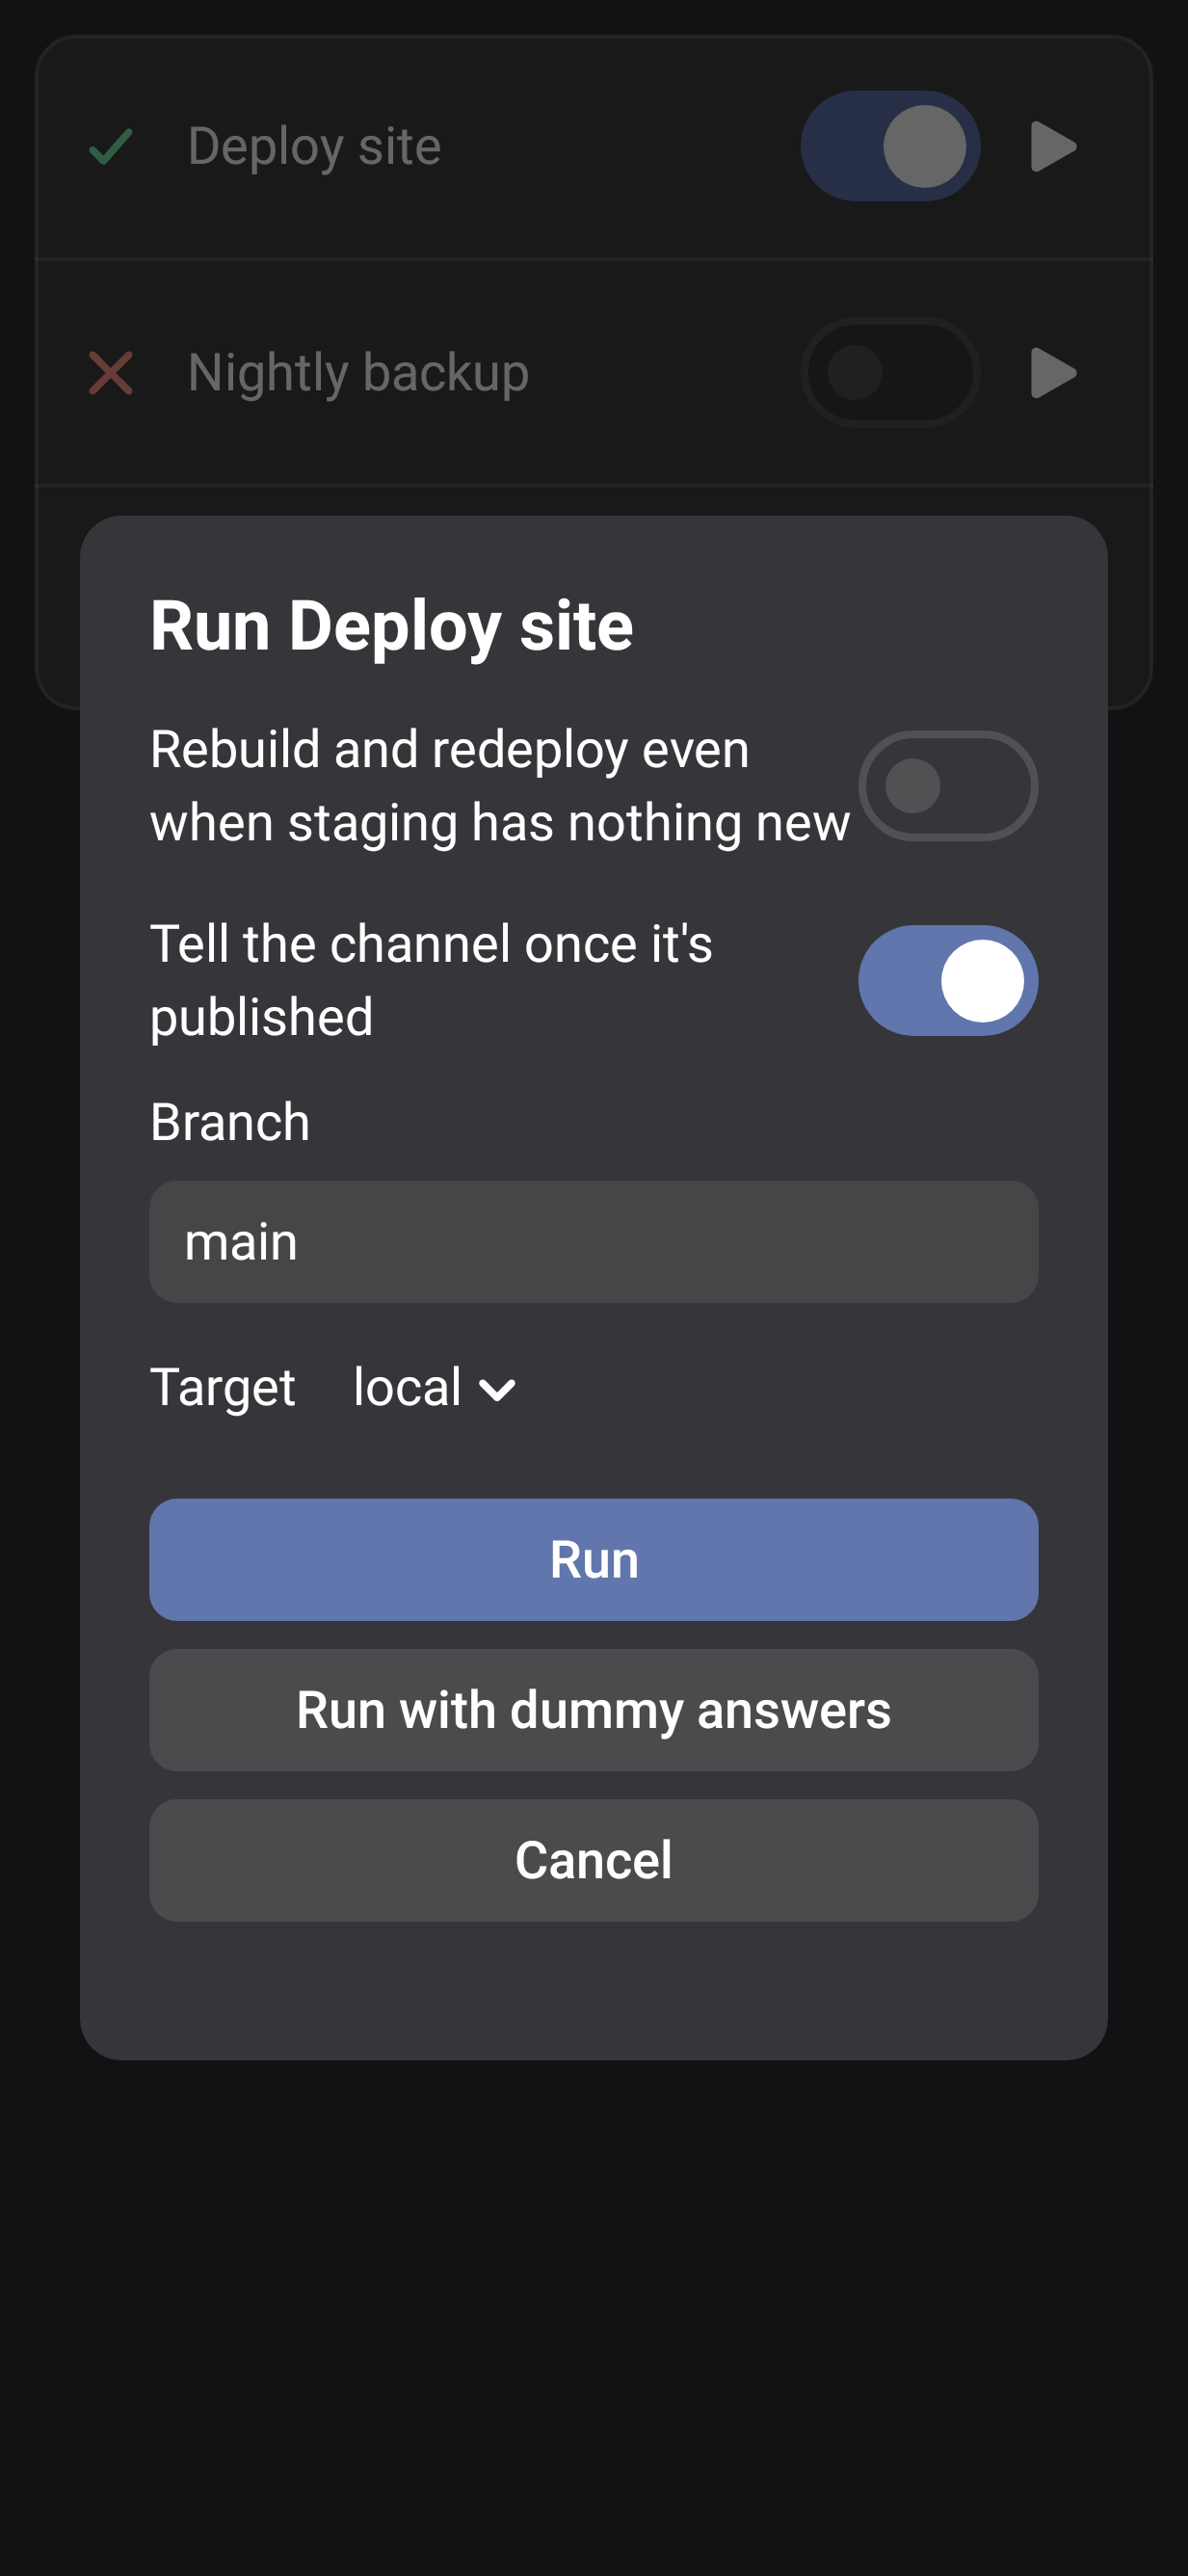 Deploy site
Nightly backup
Run Deploy site
Rebuild and redeploy even
when staging has nothing new
Tell the channel once it's
published
Branch
main
Target local
Run
Run with dummy answers
Cancel